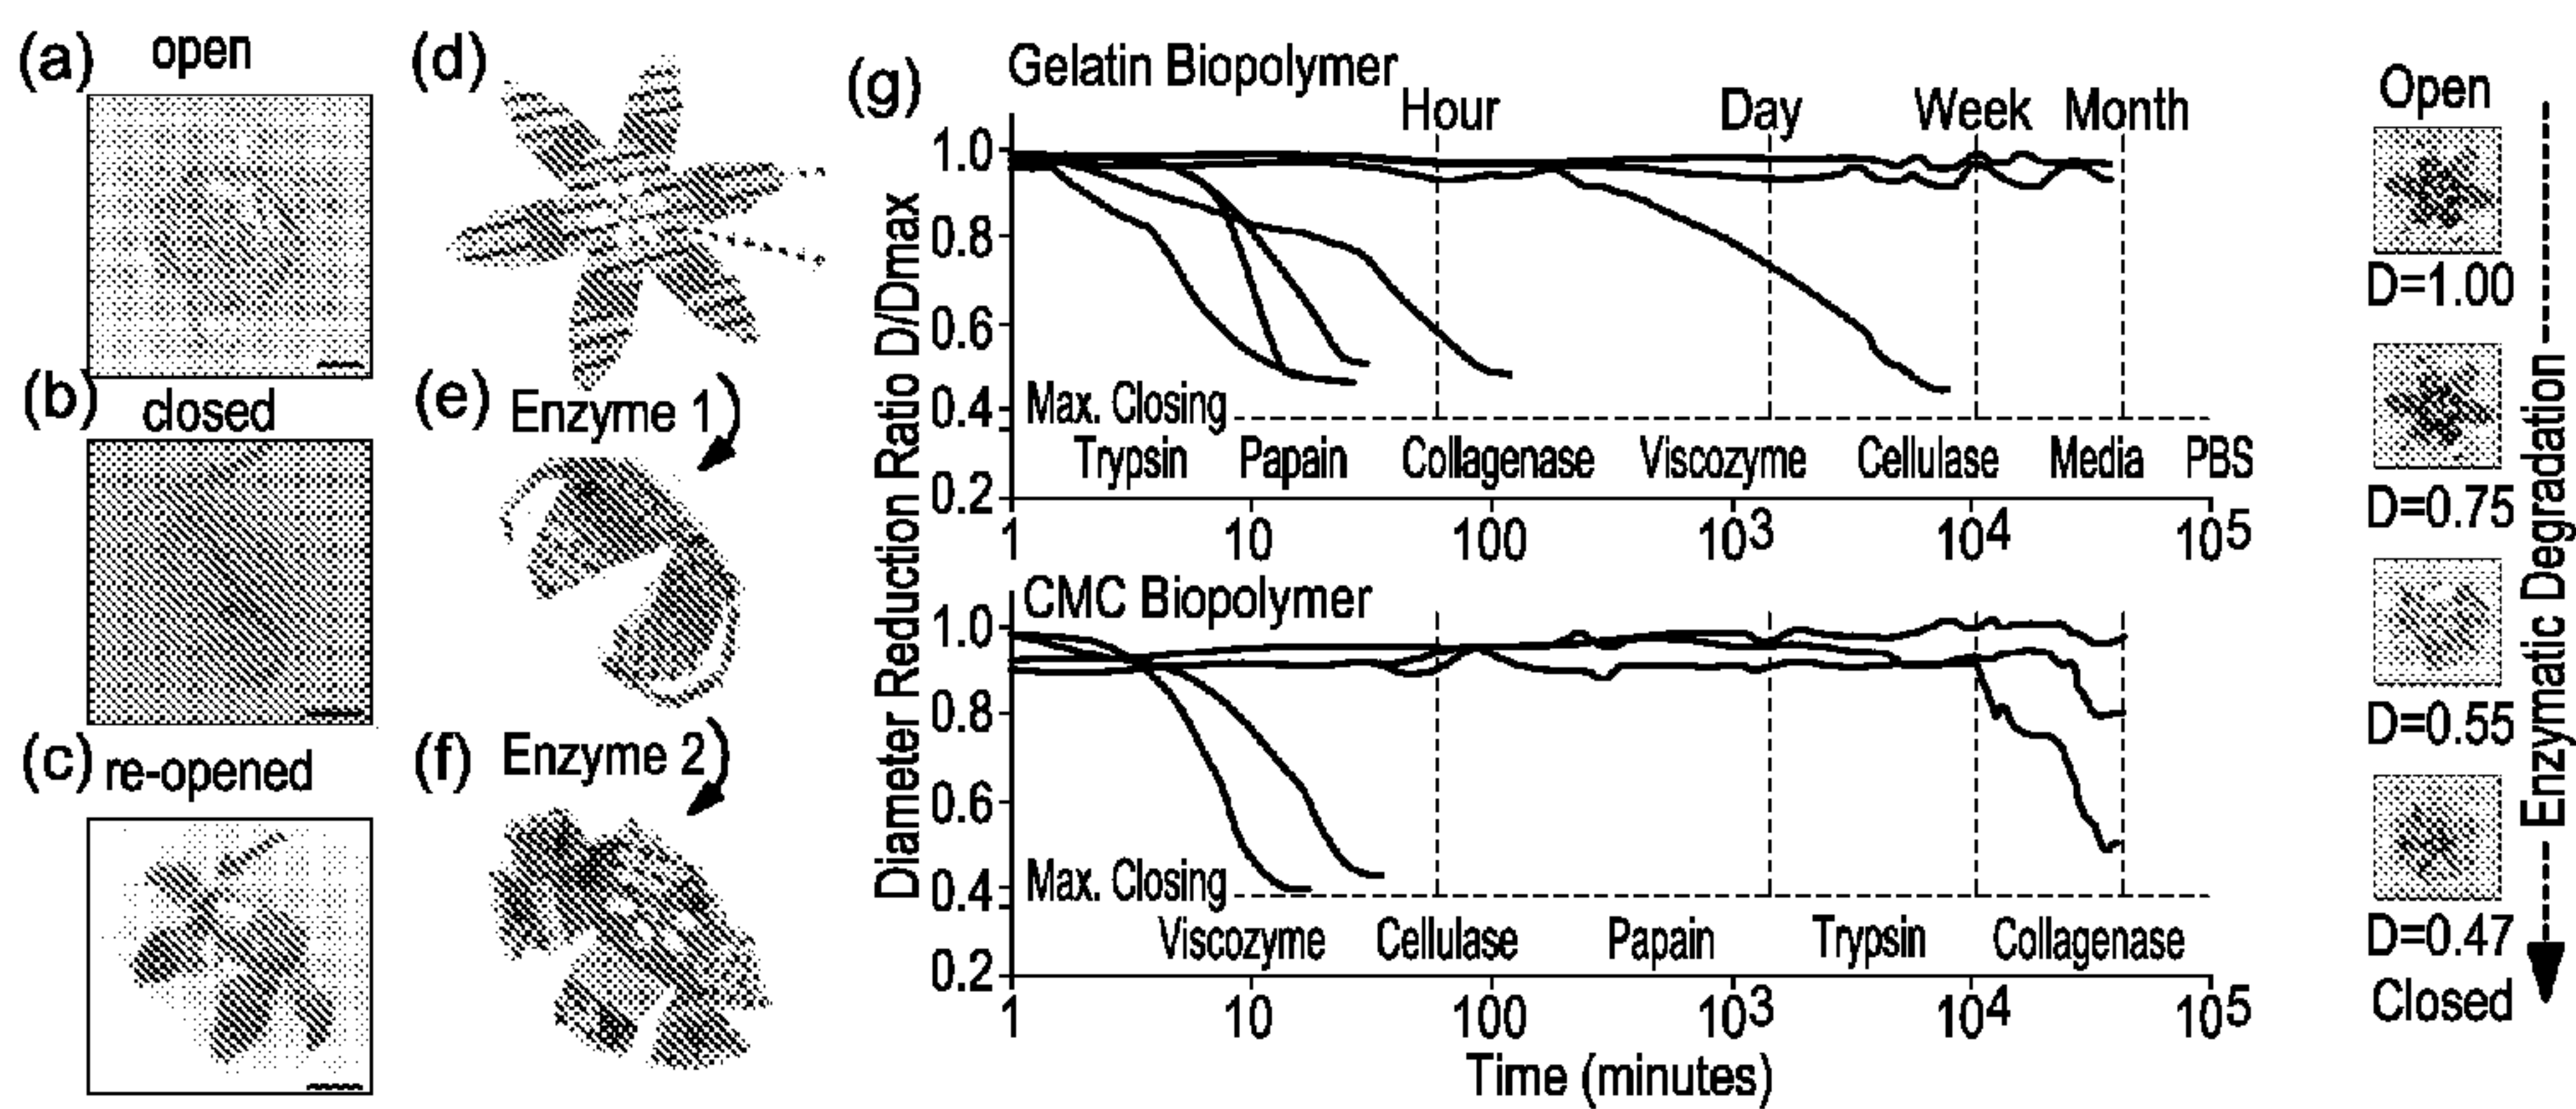 (a) open
(b) closed
(c) re-opened
(d)
(e) Enzyme 1
(f) Enzyme 2
(g) Gelatin Biopolymer
Hour Day Week Month
Diameter Reduction Ratio D/Dmax
1.0
0.8
0.6
0.4
0.2
Max. Closing
Trypsin Papain Collagenase Viscozyme Cellulase Media PBS
1 10 100 10³ 10⁴ 10⁵
CMC Biopolymer
1.0
0.8
0.6
0.4
0.2
Max. Closing
Viscozyme Cellulase Papain Trypsin Collagenase
1 10 100 10³ 10⁴ 10⁵
Time (minutes)
Open
D=1.00
D=0.75
D=0.55
D=0.47
Closed
Enzymatic Degradation